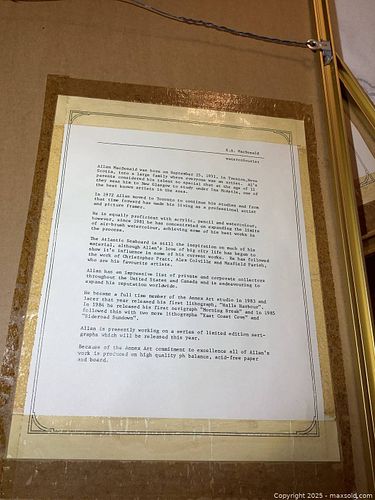 R.A. MacDonald
watercolourist
Allan MacDonald was born on September 25, 1951, in Trenton, Nova
Scotia, into a large family where everyone was an artist. Al's
parents considered his talent so special that at the age of 11
they sent him to New Glasgow to study under Ina McKale, one of
the best known artists in the area.
In 1972 Allan moved to Toronto to continue his studies and from
that time forward has made his living as a professional artist
and picture framer.
He is equally proficient with acrylic, pencil and watercolour,
however, since 1981 he has concentrated on expanding the limits
of air-brush watercolour, achieving some of his best works in
the process.
The Atlantic Seaboard is still the inspiration on much of his
material, although Allan's love of big city life has begun to
show it's influence in some of his current works. He has followed
the work of Christopher Pratt, Alex Colville and Maxfield Parish,
who are his favourite artists.
Allan has an impressive list of private and corporate collectors
throughout the United States and Canada and is endeavouring to
expand his reputation worldwide.
He became a full time member of the Annex Art studio in 1983 and
later that year released his first lithograph, "Halls Harbour".
In 1984 he released his first serigraph "Morning Break" and in 1985
followed this with two more lithographs "East Coast Cove" and
"Sideroad Sundown".
Allan is presently working on a series of limited edition seri-
graphs which will be released this year.
Because of the Annex Art commitment to excellence all of Allan's
work is produced on high quality ph balance, acid-free paper
and board.
Copyright © 2025 - maxsold.com